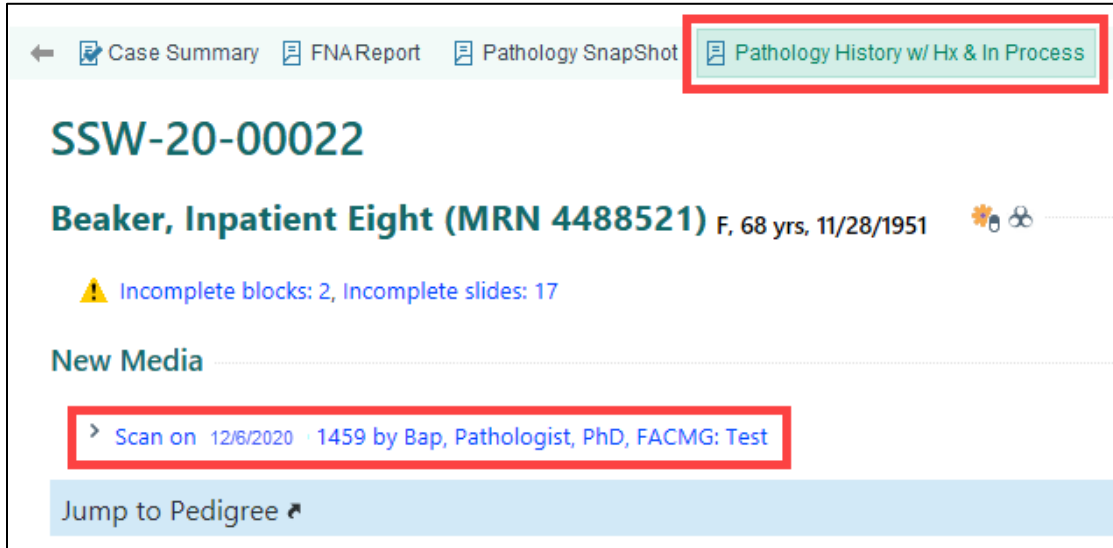 Case Summary FNA Report Pathology SnapShot Pathology History w/ Hx & In Process
SSW-20-00022
Beaker, Inpatient Eight (MRN 4488521) F, 68 yrs, 11/28/1951
Incomplete blocks: 2, Incomplete slides: 17
New Media
Scan on 12/6/2020 1459 by Bap, Pathologist, PhD, FACMG: Test
Jump to Pedigree